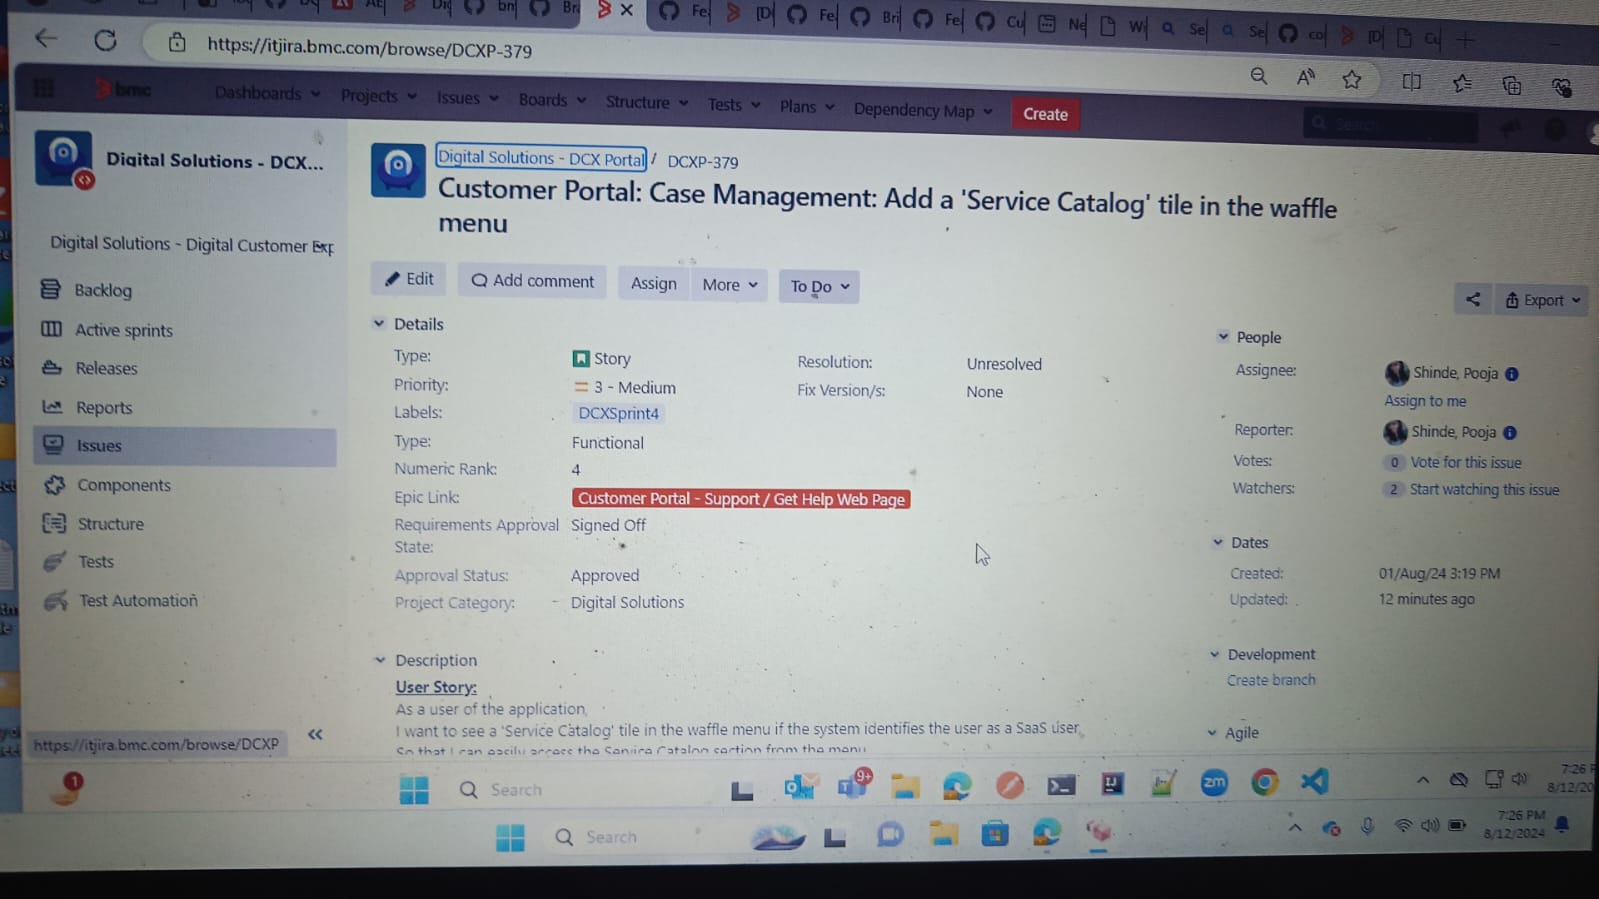 https://itjira.bmc.com/browse/DCXP-379
bmc
Dashboards
Projects
Issues
Boards
Structure
Tests
Plans
Dependency Map
Create
Search
Digital Solutions - DCX...
Digital Solutions - Digital Customer Exp
Backlog
Active sprints
Releases
Reports
Issues
Components
Structure
Tests
Test Automation
https://itjira.bmc.com/browse/DCXP
Digital Solutions - DCX Portal / DCXP-379
Customer Portal: Case Management: Add a 'Service Catalog' tile in the waffle
menu
Edit
Add comment
Assign
More
To Do
Export
Details
Type: Story
Priority: 3 - Medium
Labels: DCXSprint4
Type: Functional
Numeric Rank: 4
Epic Link: Customer Portal - Support / Get Help Web Page
Requirements Approval Signed Off
State:
Approval Status: Approved
Project Category: Digital Solutions
Resolution: Unresolved
Fix Version/s: None
Description
User Story:
As a user of the application,
I want to see a 'Service Catalog' tile in the waffle menu if the system identifies the user as a SaaS user,
So that I can easily access the Service Catalog section from the menu
People
Assignee: Shinde, Pooja
Assign to me
Reporter: Shinde, Pooja
Votes: 0 Vote for this issue
Watchers: 2 Start watching this issue
Dates
Created: 01/Aug/24 3:19 PM
Updated: 12 minutes ago
Development
Create branch
Agile
1
Search
9+
zm
7:26 P
8/12/20
Search
7:26 PM
8/12/2024